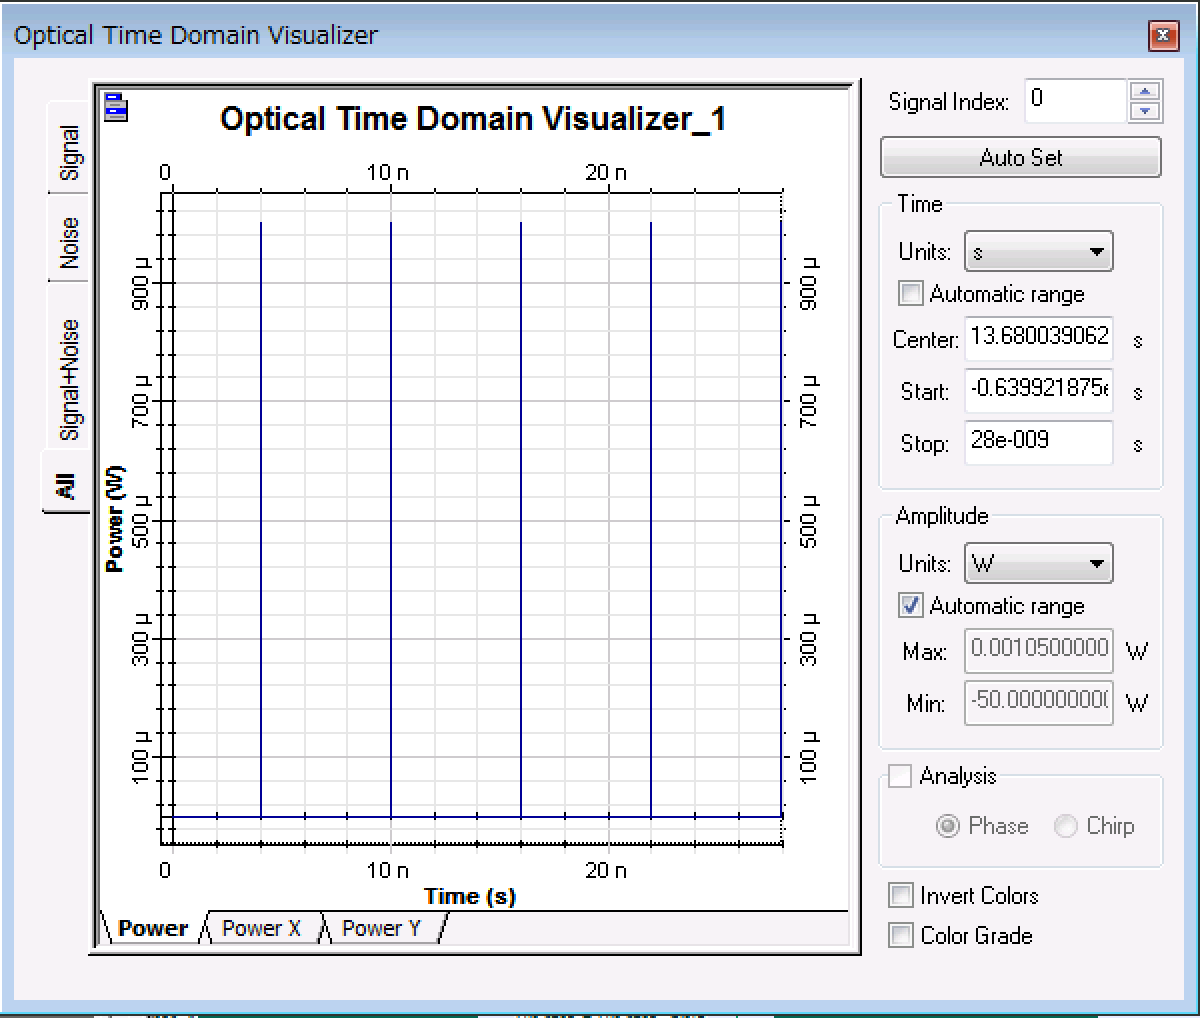 Optical Time Domain Visualizer
Signal
Noise
Signal+Noise
All
Optical Time Domain Visualizer_1
0 10 n 20 n
900 µ
700 µ
500 µ
300 µ
100 µ
Power (W)
900 µ
700 µ
500 µ
300 µ
100 µ
0 10 n 20 n
Time (s)
Power Power X Power Y
Signal Index: 0
Auto Set
Time
Units: s
Automatic range
Center: 13.680039062 s
Start: -0.639921875e s
Stop: 28e-009 s
Amplitude
Units: W
Automatic range
Max: 0.0010500000 W
Min: -50.000000000 W
Analysis
Phase Chirp
Invert Colors
Color Grade